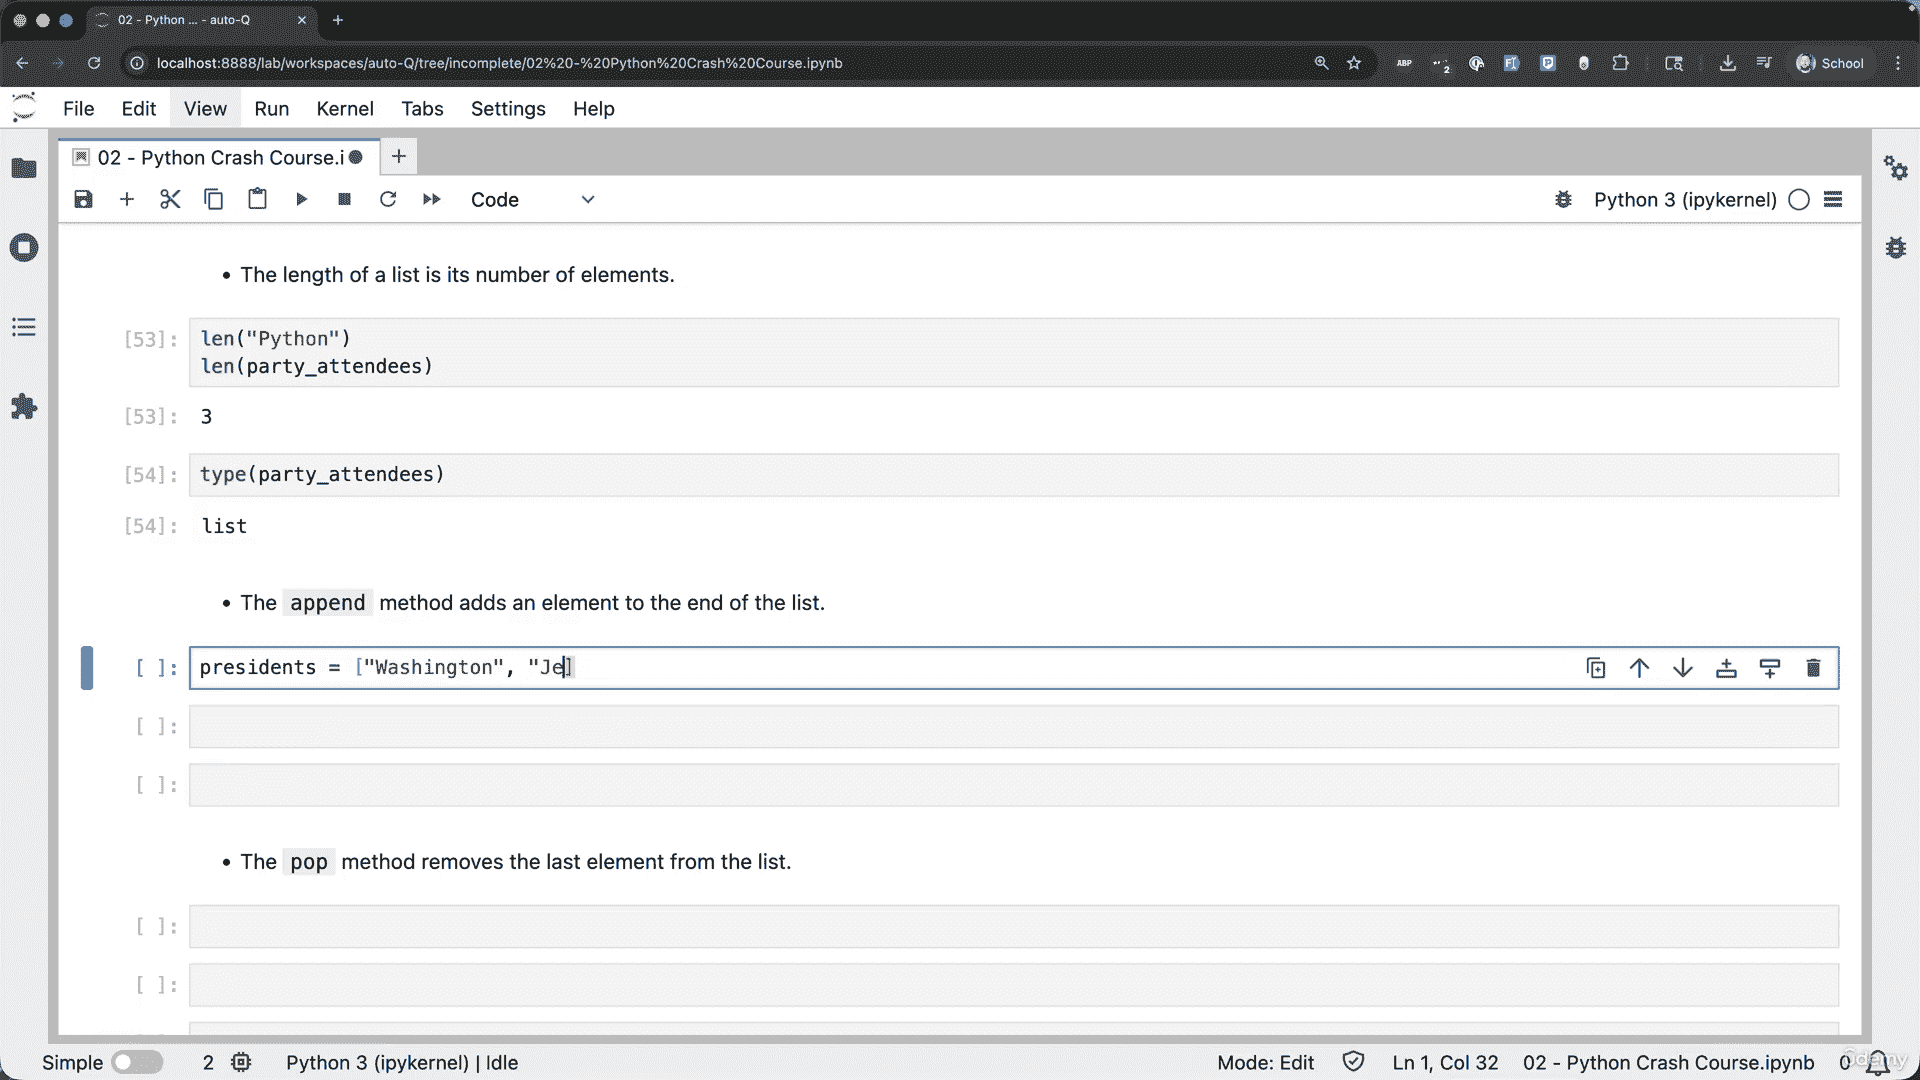 02 - Python ... - auto-Q
localhost:8888/lab/workspaces/auto-Q/tree/incomplete/02%20-%20Python%20Crash%20Course.ipynb
ABP
2
School
File Edit View Run Kernel Tabs Settings Help
02 - Python Crash Course.i
Code
Python 3 (ipykernel)
• The length of a list is its number of elements.
[53]: len("Python")
len(party_attendees)
[53]: 3
[54]: type(party_attendees)
[54]: list
• The append method adds an element to the end of the list.
[ ]: presidents = ["Washington", "Je]
[ ]:
[ ]:
• The pop method removes the last element from the list.
[ ]:
[ ]:
Simple 2 Python 3 (ipykernel) | Idle Mode: Edit Ln 1, Col 32 02 - Python Crash Course.ipynb 0